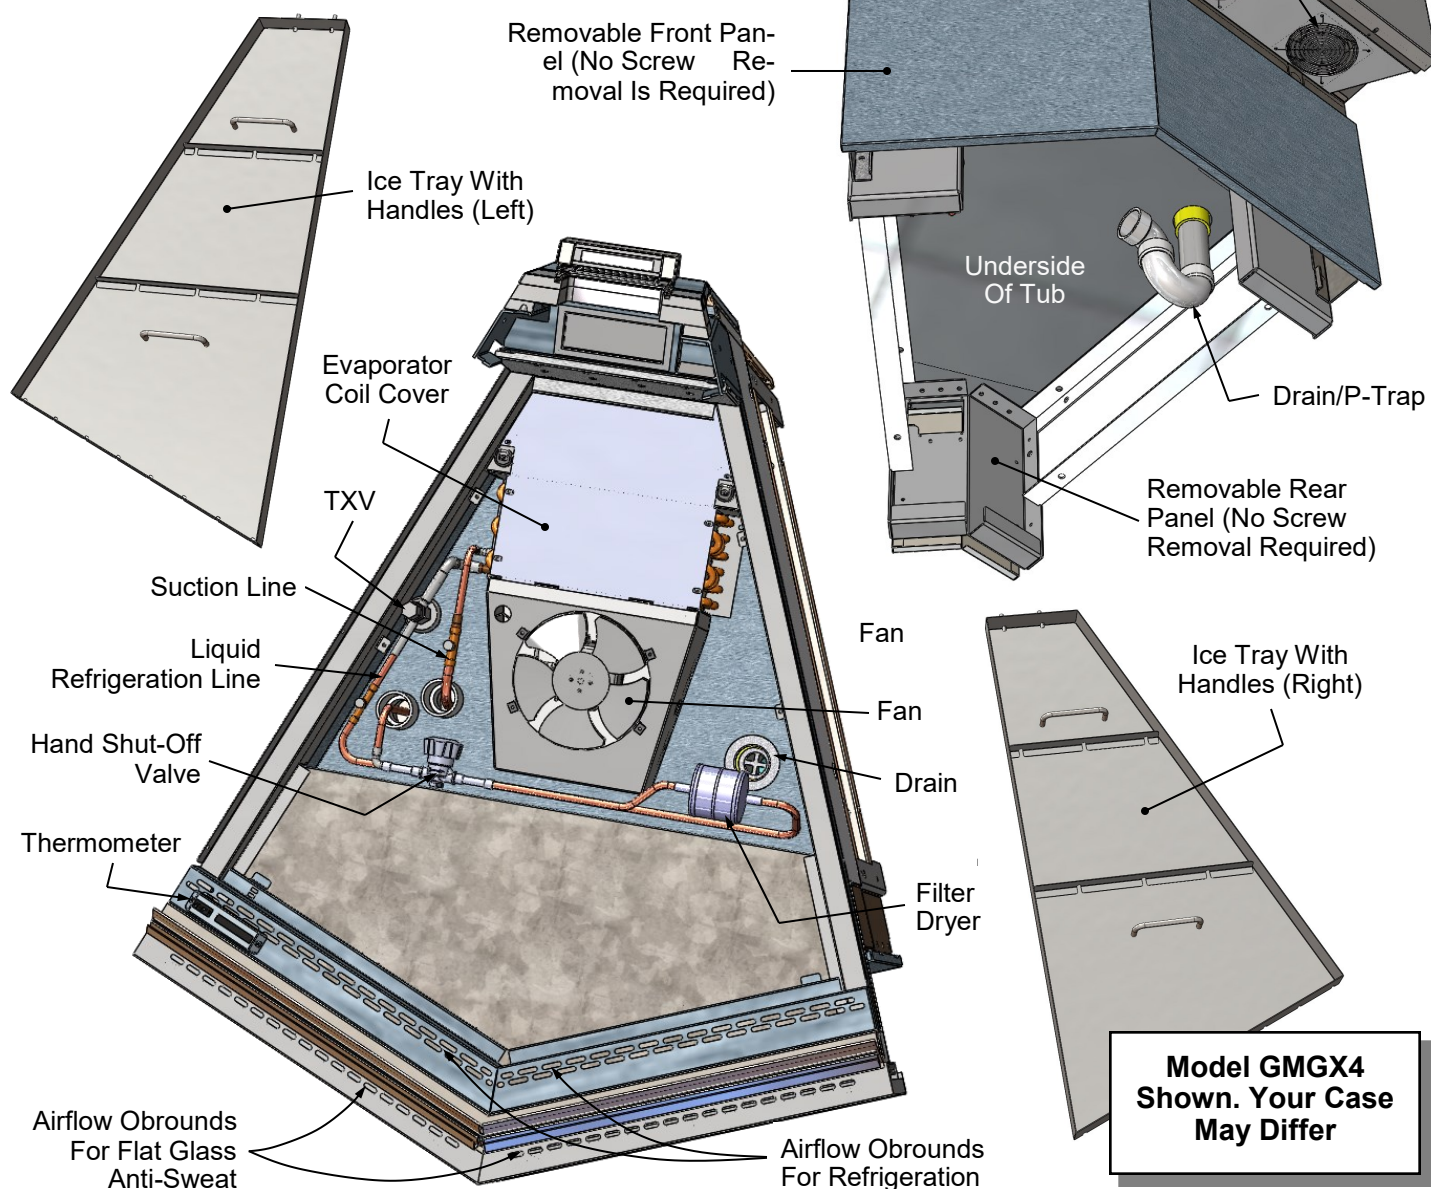 Removable Front Pan-
el (No Screw Re-
moval Is Required)
Ice Tray With
Handles (Left)
Underside
Of Tub
Evaporator
Coil Cover
Drain/P-Trap
TXV
Removable Rear
Panel (No Screw
Removal Required)
Suction Line
Fan
Liquid
Refrigeration Line
Ice Tray With
Handles (Right)
Fan
Hand Shut-Off
Valve
Drain
Thermometer
Filter
Dryer
Airflow Obrounds
For Flat Glass
Anti-Sweat
Airflow Obrounds
For Refrigeration
Model GMGX4
Shown. Your Case
May Differ